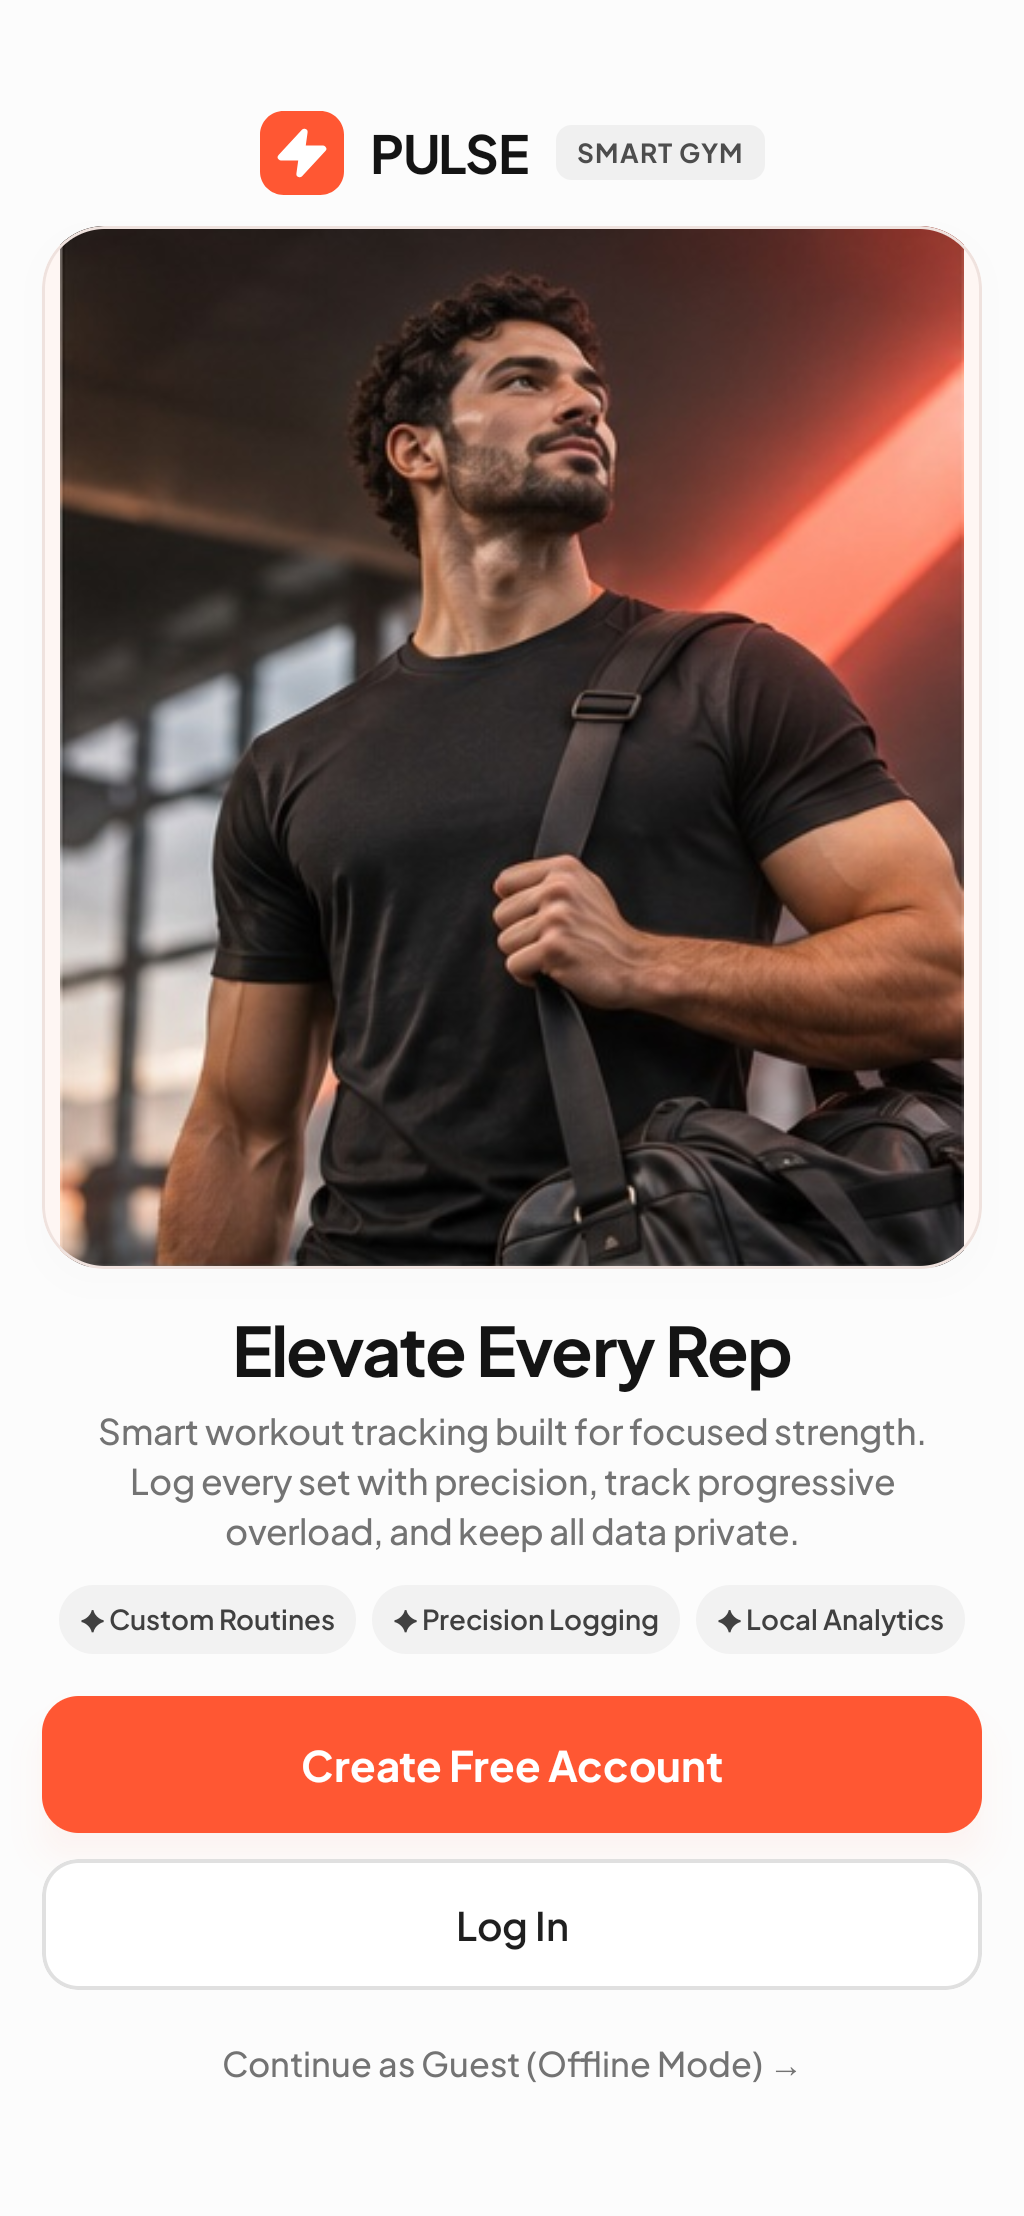 PULSE SMART GYM
Elevate Every Rep
Smart workout tracking built for focused strength.
Log every set with precision, track progressive
overload, and keep all data private.
✦ Custom Routines ✦ Precision Logging ✦ Local Analytics
Create Free Account
Log In
Continue as Guest (Offline Mode) →